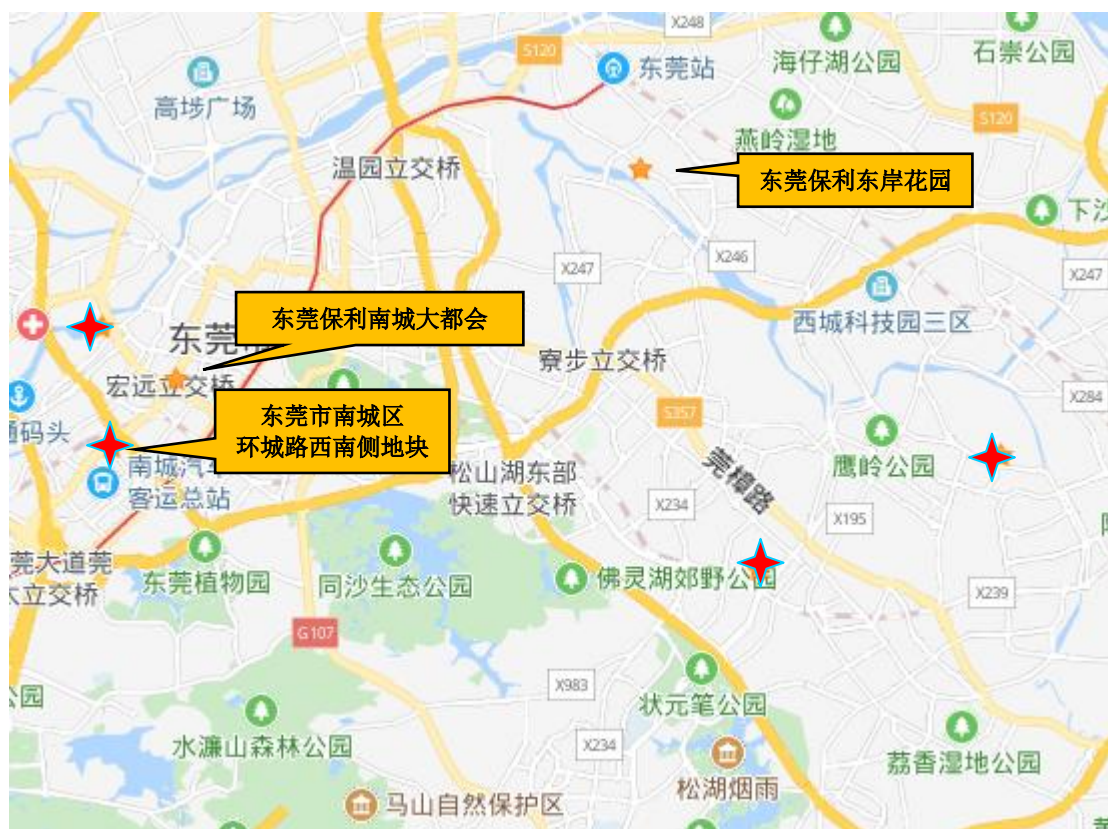 X248
S120
东莞站
海仔湖公园
石崇公园
高埗广场
S120
燕岭湿地
温园立交桥
东莞保利东岸花园
下沙
X246
X247
X247
东莞保利南城大都会
西城科技园三区
东莞
寮步立交桥
宏远立交桥
X284
东莞市南城区
环城路西南侧地块
S357
码头
南城汽
客运总站
松山湖东部
快速立交桥
鹰岭公园
莞樟路
X234
X195
莞大道莞
立交桥
东莞植物园
同沙生态公园
佛灵湖郊野公园
X239
G107
公园
X983
状元笔公园
水濂山森林公园
X234
荔香湿地公园
松湖烟雨
马山自然保护区